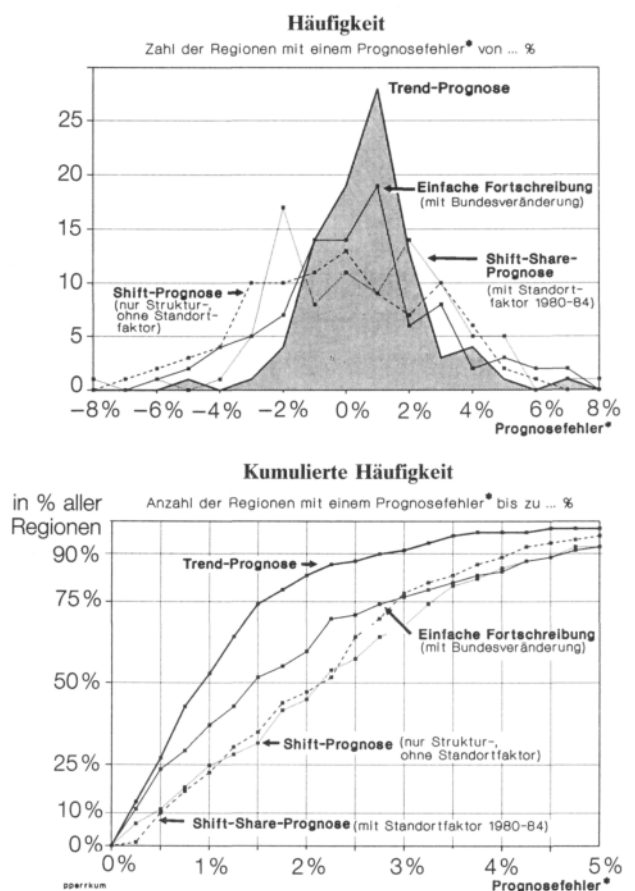 Häufigkeit
Zahl der Regionen mit einem Prognosefehler* von ... %
25
20
15
10
5
0
Trend-Prognose
Einfache Fortschreibung
(mit Bundesveränderung)
Shift-Share-
Prognose
(mit Standort-
faktor 1980-84)
Shift-Prognose
(nur Struktur-,
ohne Standort-
faktor)
-8% -6% -4% -2% 0% 2% 4% 6% 8%
Prognosefehler*
Kumulierte Häufigkeit
in % aller
Regionen
Anzahl der Regionen mit einem Prognosefehler* bis zu ... %
90%
75%
50%
25%
10%
0%
Trend-Prognose
Einfache Fortschreibung
(mit Bundesveränderung)
Shift-Prognose (nur Struktur-,
ohne Standortfaktor)
Shift-Share-Prognose (mit Standortfaktor 1980-84)
0% 1% 2% 3% 4% 5%
pperrkum
Prognosefehler*